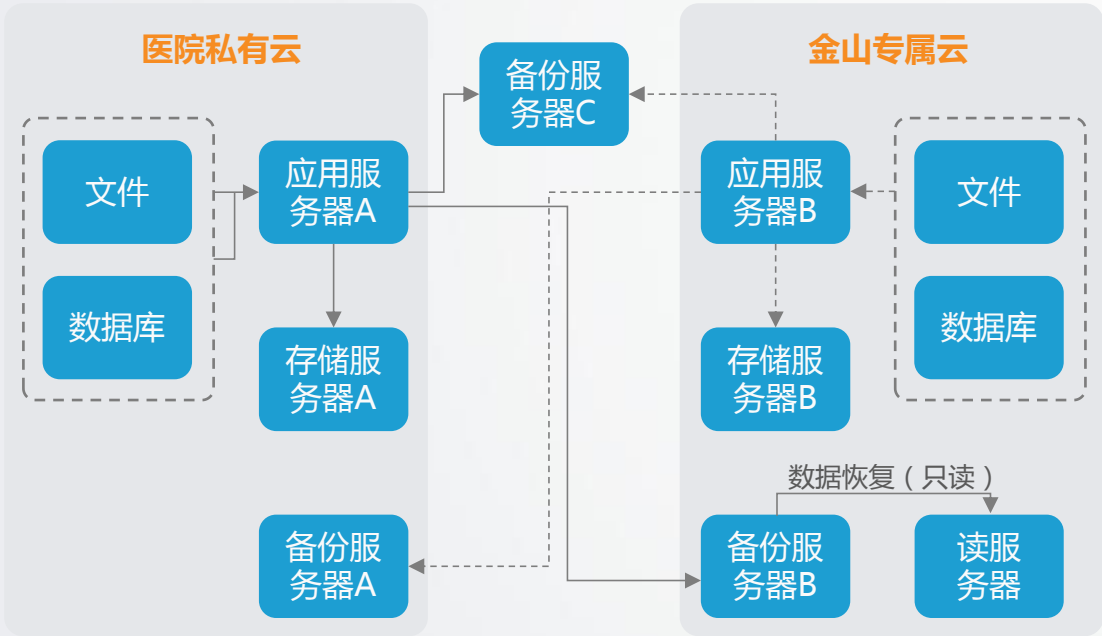 医院私有云
金山专属云
备份服
务器C
文件
应用服
务器A
应用服
务器B
文件
数据库
存储服
务器A
存储服
务器B
数据库
数据恢复（只读）
备份服
务器A
备份服
务器B
读服
务器